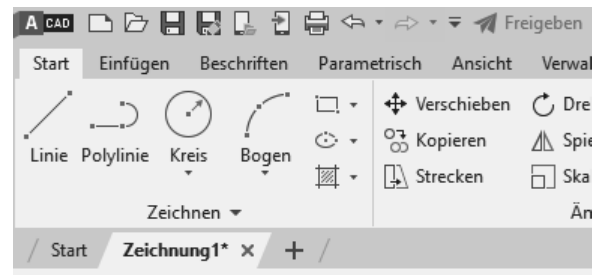 A CAD Freigeben
Start Einfügen Beschriften Parametrisch Ansicht
Verschieben
Kopieren
Linie Polylinie Kreis Bogen
Strecken
Zeichnen
Start Zeichnung1*